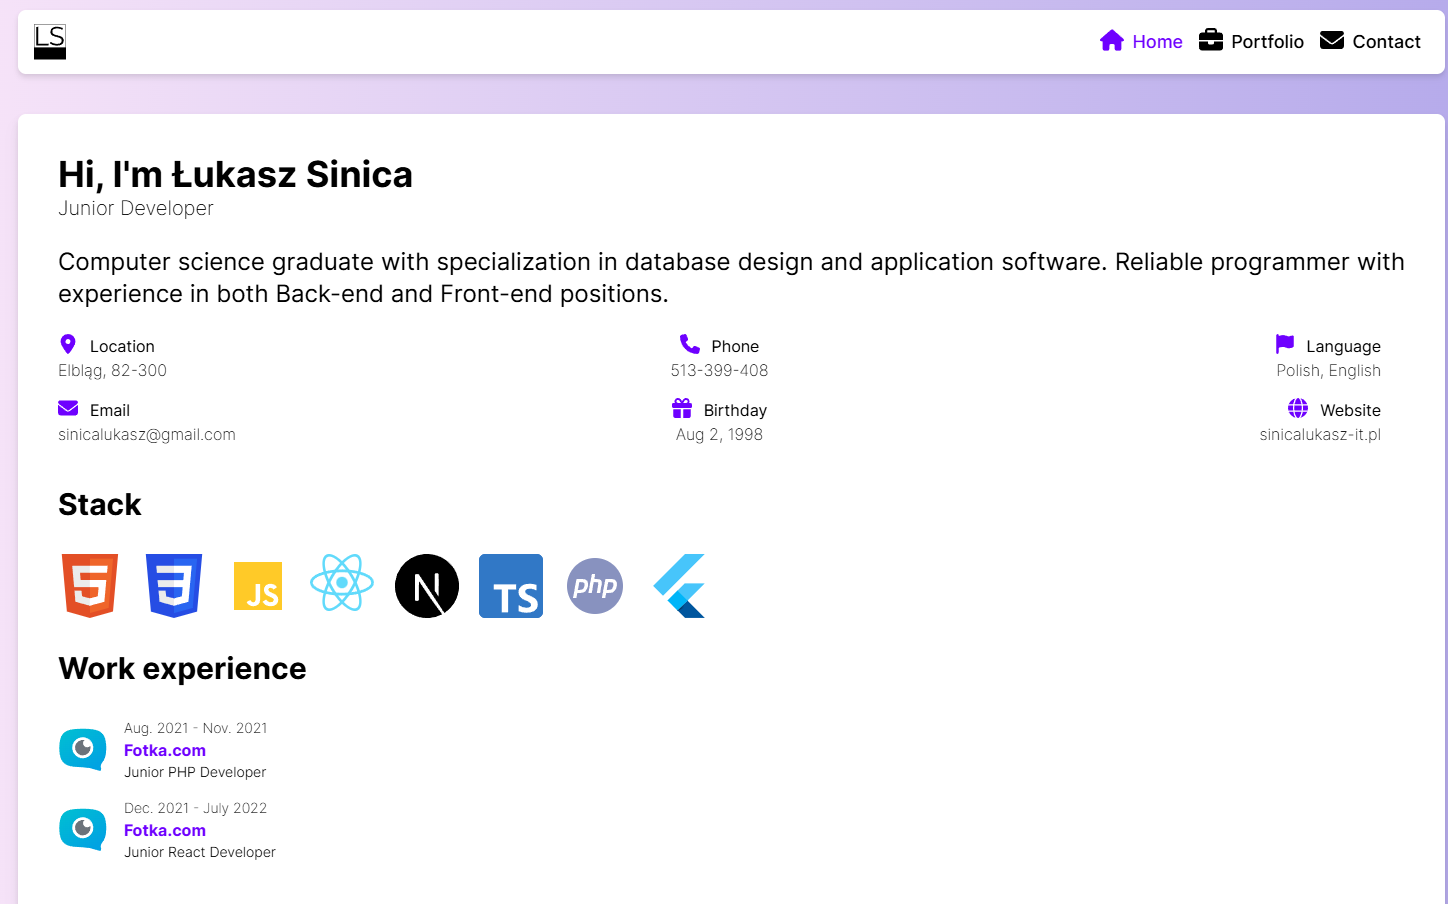 LS
Home Portfolio Contact
Hi, I'm Łukasz Sinica
Junior Developer
Computer science graduate with specialization in database design and application software. Reliable programmer with
experience in both Back-end and Front-end positions.
Location Phone Language
Elbląg, 82-300 513-399-408 Polish, English
Email Birthday Website
sinicalukasz@gmail.com Aug 2, 1998 sinicalukasz-it.pl
Stack
5 3 JS N TS php
Work experience
Aug. 2021 - Nov. 2021
Fotka.com
Junior PHP Developer
Dec. 2021 - July 2022
Fotka.com
Junior React Developer